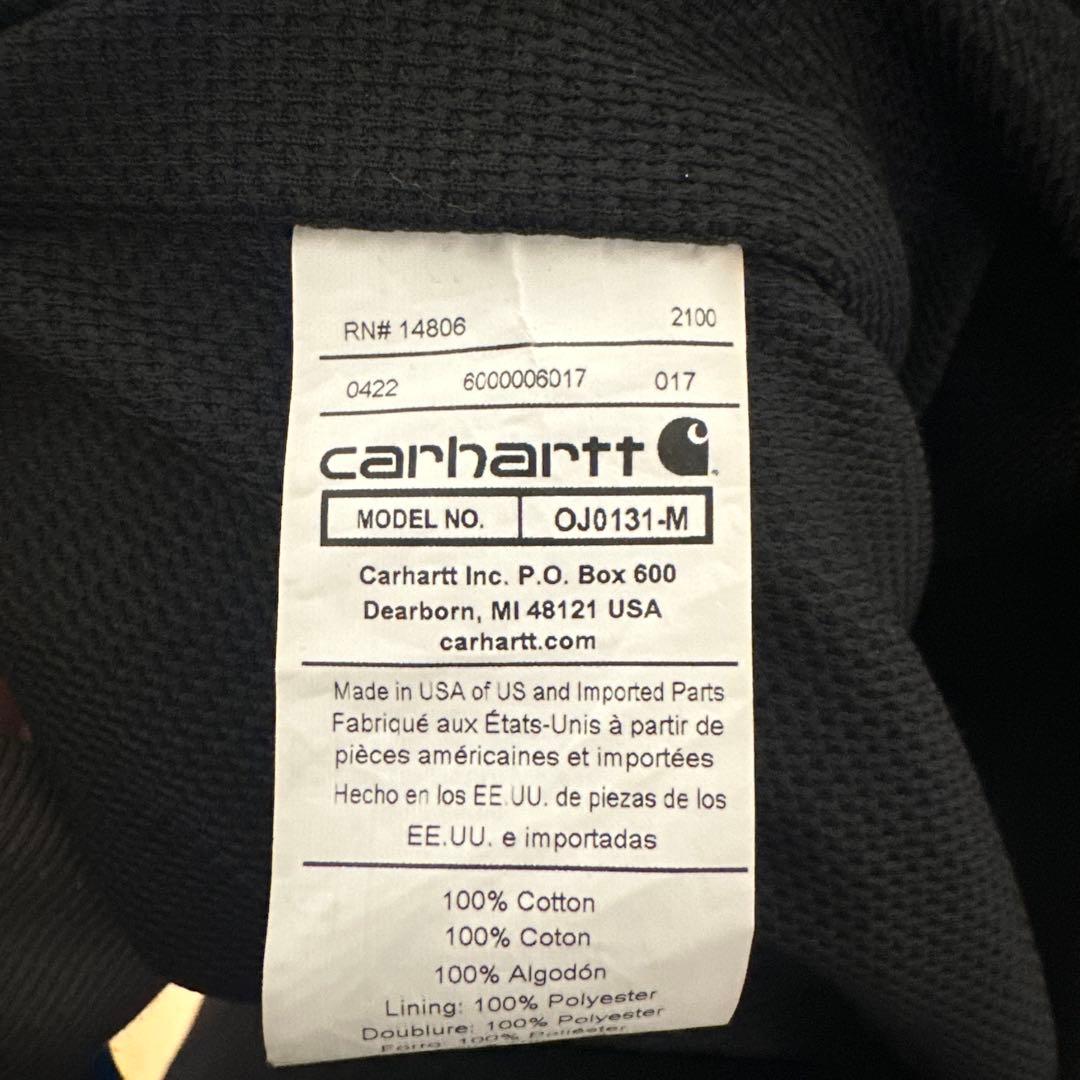 RN# 14806 2100
0422 6000006017 017
carhartt
MODEL NO. OJ0131-M
Carhartt Inc. P.O. Box 600
Dearborn, MI 48121 USA
carhartt.com
Made in USA of US and Imported Parts
Fabriqué aux États-Unis à partir de
pièces américaines et importées
Hecho en los EE.UU. de piezas de los
EE.UU. e importadas
100% Cotton
100% Coton
100% Algodón
Lining: 100% Polyester
Doublure: 100% Polyester
Forro: 100% Poliéster